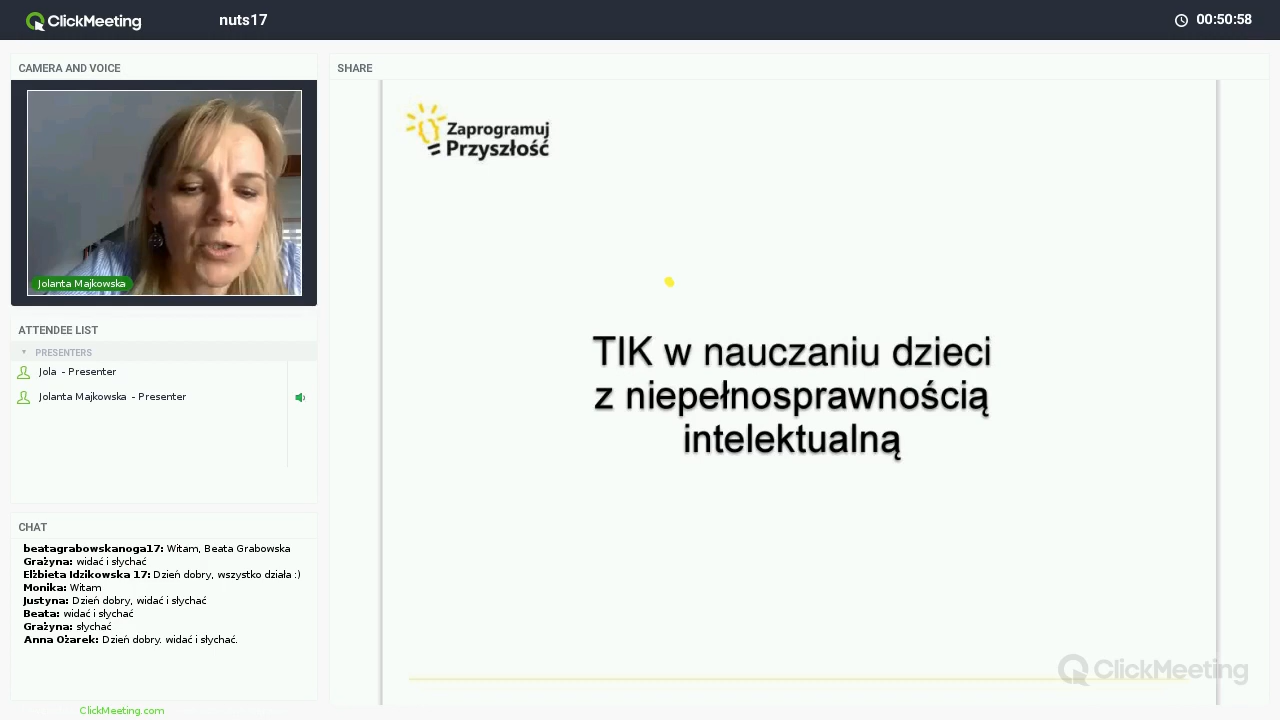 ClickMeeting
nuts17
00:50:58
CAMERA AND VOICE
Jolanta Majkowska
ATTENDEE LIST
PRESENTERS
Jola - Presenter
Jolanta Majkowska - Presenter
CHAT
beatagrabowskanoga17: Witam, Beata Grabowska
Grażyna: widać i słychać
Elżbieta Idzikowska 17: Dzień dobry, wszystko działa :)
Monika: Witam
Justyna: Dzień dobry, widać i słychać
Beata: widać i słychać
Grażyna: słychać
Anna Ożarek: Dzień dobry. widać i słychać.
ClickMeeting.com
SHARE
Zaprogramuj
Przyszłość
TIK w nauczaniu dzieci
z niepełnosprawnością
intelektualną
ClickMeeting